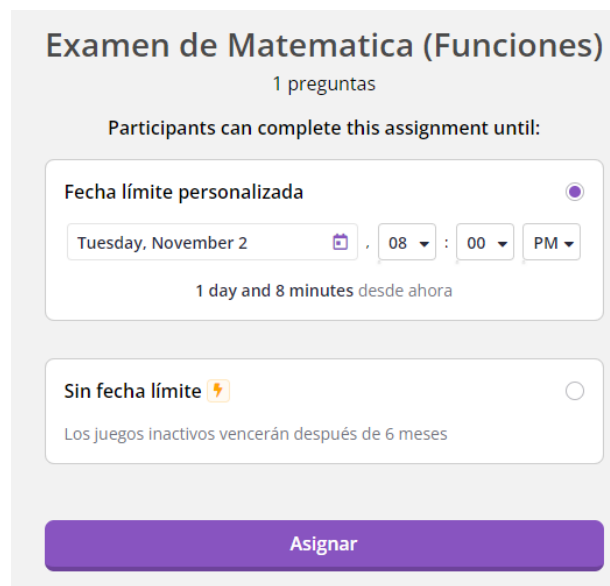 Examen de Matematica (Funciones)
1 preguntas
Participants can complete this assignment until:
Fecha límite personalizada
Tuesday, November 2 , 08 : 00 PM
1 day and 8 minutes desde ahora
Sin fecha límite
Los juegos inactivos vencerán después de 6 meses
Asignar